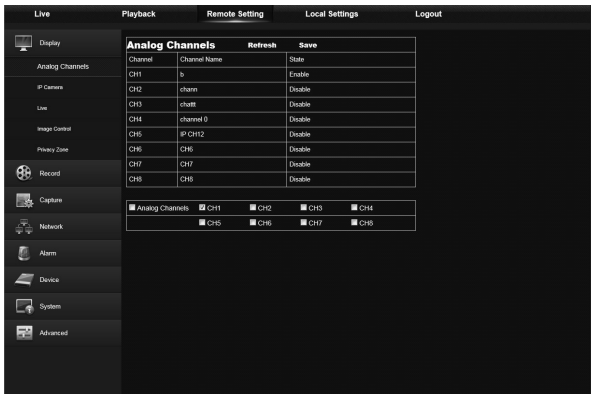 Live Playback Remote Setting Local Settings Logout
Display
Analog Channels
IP Camera
Live
Image Control
Privacy Zone
Record
Capture
Network
Alarm
Device
System
Advanced
Analog Channels Refresh Save
Channel Channel Name State
CH1 b Enable
CH2 chann Disable
CH3 chattt Disable
CH4 channel 0 Disable
CH5 IP CH12 Disable
CH6 CH6 Disable
CH7 CH7 Disable
CH8 CH8 Disable
Analog Channels CH1 CH2 CH3 CH4
CH5 CH6 CH7 CH8